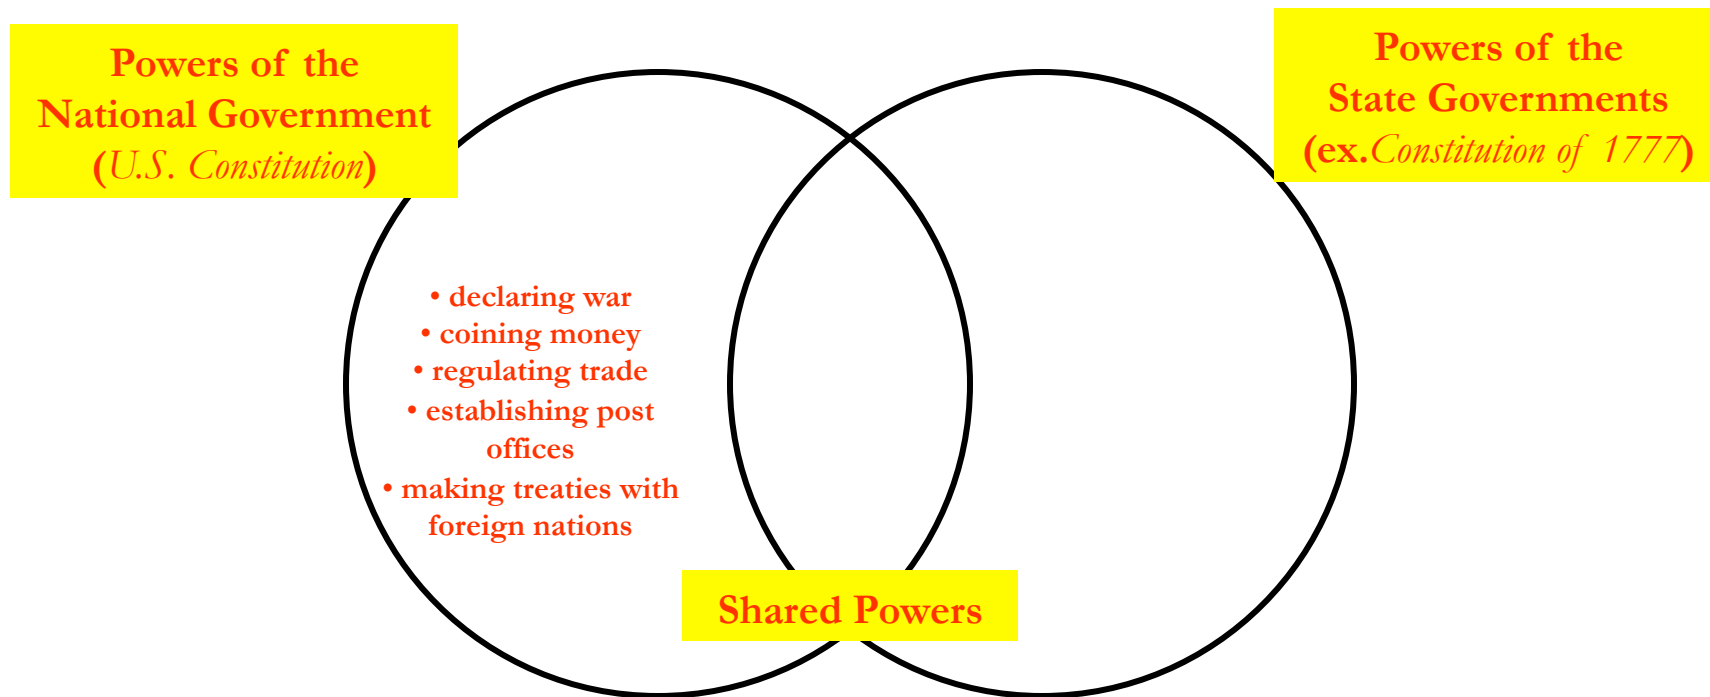 Powers of the
National Government
(U.S. Constitution)
Powers of the
State Governments
(ex.Constitution of 1777)
• declaring war
• coining money
• regulating trade
• establishing post
offices
• making treaties with
foreign nations
Shared Powers